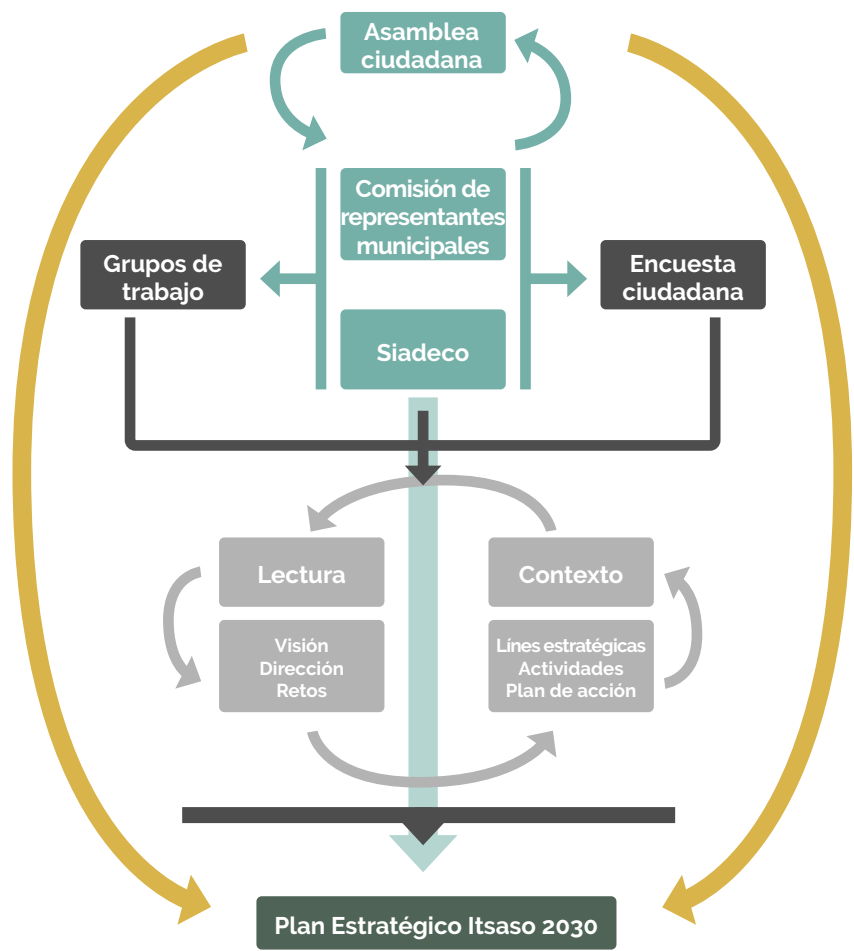 Asamblea
ciudadana
Comisión de
representantes
municipales
Grupos de
trabajo
Encuesta
ciudadana
Siadeco
Lectura
Contexto
Visión
Dirección
Retos
Línes estratégicas
Actividades
Plan de acción
Plan Estratégico Itsaso 2030